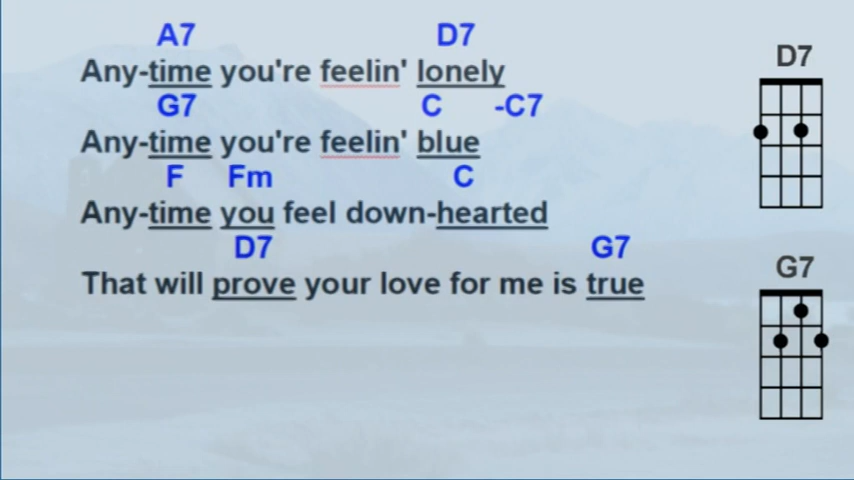 A7 D7
Any-time you're feelin' lonely
G7 C -C7
Any-time you're feelin' blue
F Fm C
Any-time you feel down-hearted
D7 G7
That will prove your love for me is true
D7
G7